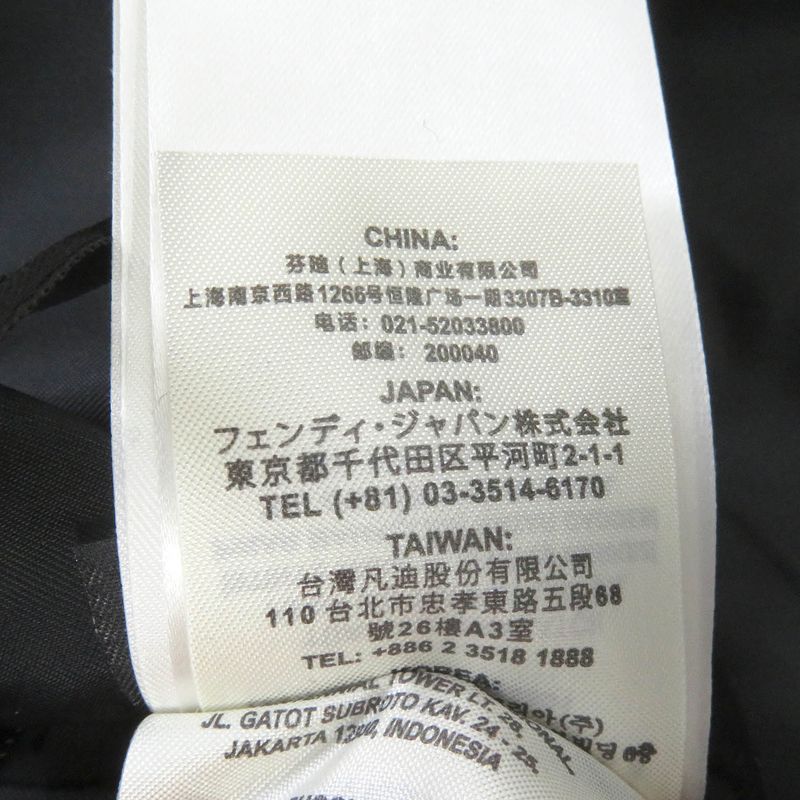 CHINA:
芬迪（上海）商业有限公司
上海南京西路1266号恒隆广场一期3307B-3310室
电话： 021-52033800
邮编： 200040
JAPAN:
フェンディ・ジャパン株式会社
東京都千代田区平河町2-1-1
TEL (+81) 03-3514-6170
TAIWAN:
台灣凡迪股份有限公司
110 台北市忠孝東路五段68
號26樓A3室
TEL: +886 2 3518 1888
KOREA:
TOWER LT. 28,
JL. GATOT SUBROTO KAV. 24 - 25,
JAKARTA INDONESIA